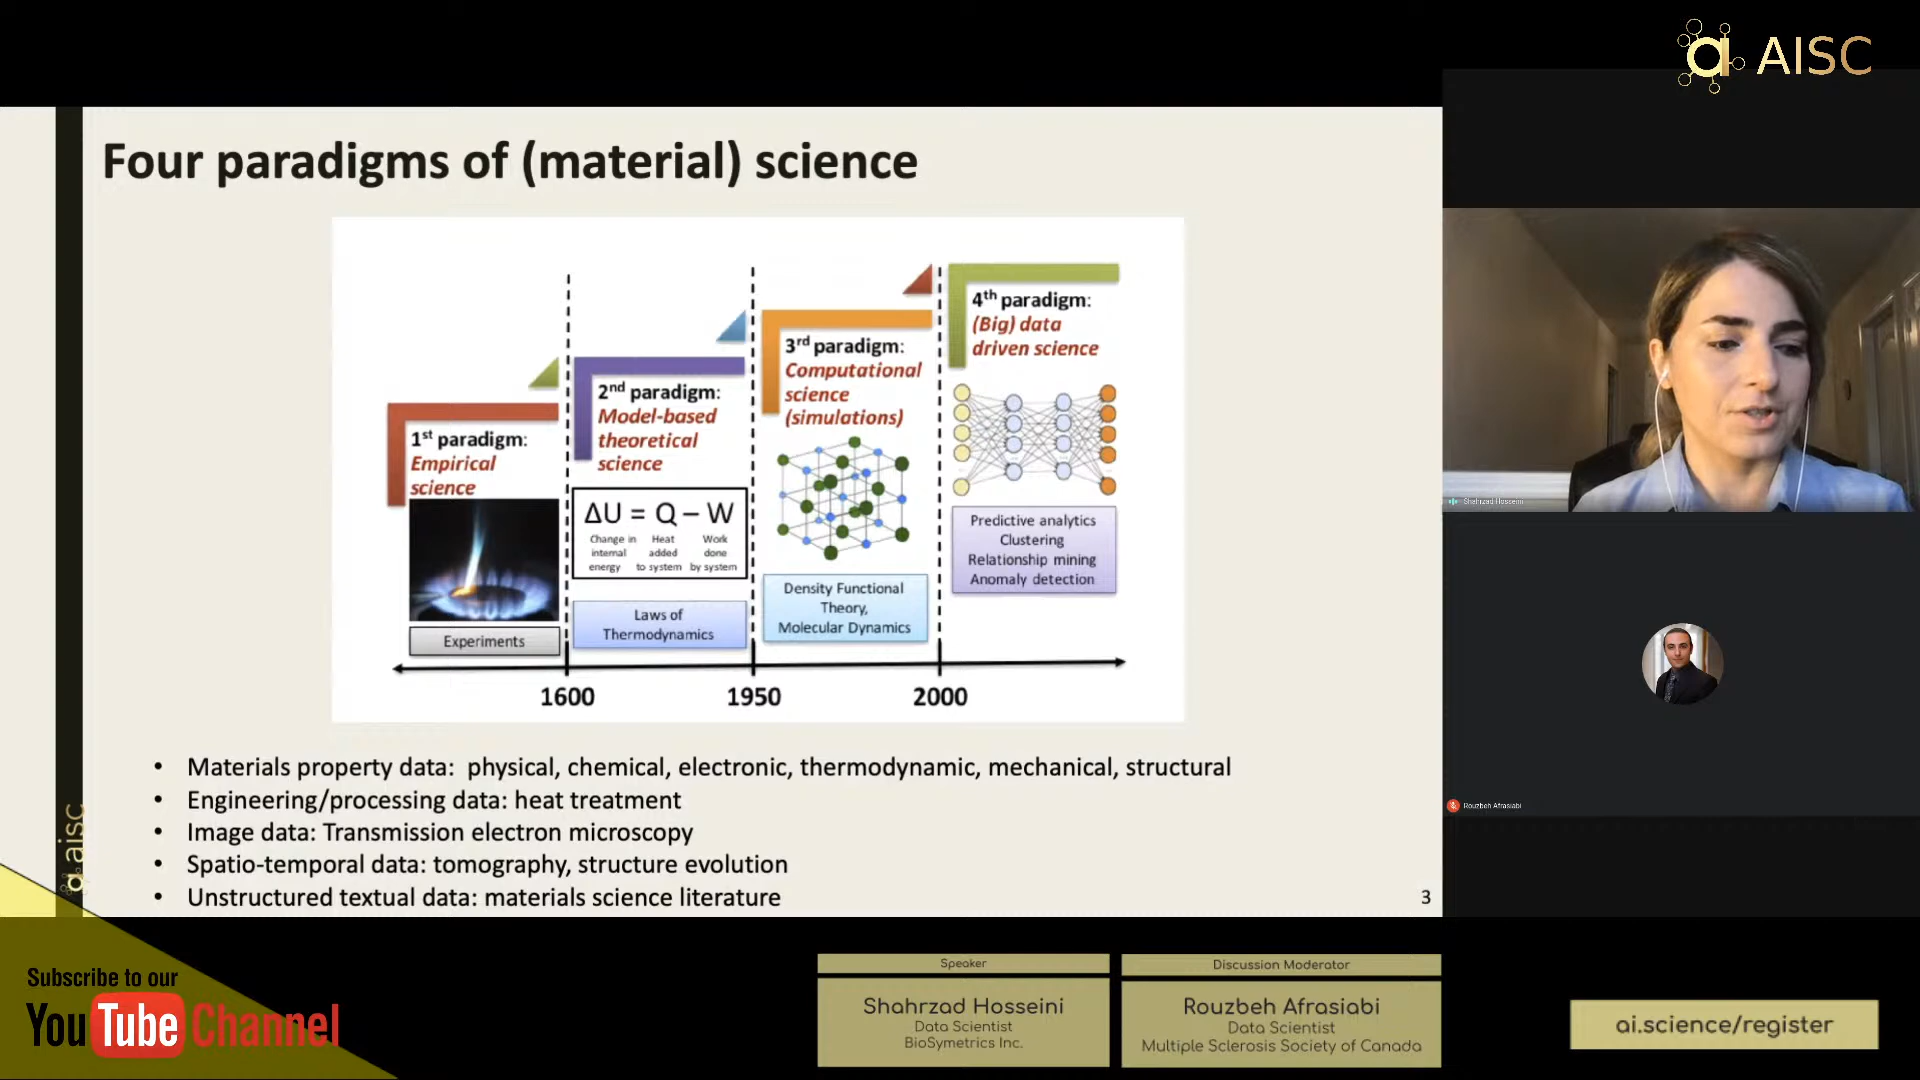 AISC
Four paradigms of (material) science
1st paradigm:
Empirical
science
Experiments
2nd paradigm:
Model-based
theoretical
science
ΔU = Q – W
Change in internal energy
Heat added to system
Work done by system
Laws of
Thermodynamics
3rd paradigm:
Computational
science
(simulations)
Density Functional
Theory,
Molecular Dynamics
4th paradigm:
(Big) data
driven science
Predictive analytics
Clustering
Relationship mining
Anomaly detection
1600
1950
2000
• Materials property data: physical, chemical, electronic, thermodynamic, mechanical, structural
• Engineering/processing data: heat treatment
• Image data: Transmission electron microscopy
• Spatio-temporal data: tomography, structure evolution
• Unstructured textual data: materials science literature
3
aisc
Shahrzad Hosseini
Rouzbeh Afrasiabi
Subscribe to our
YouTube Channel
Speaker
Shahrzad Hosseini
Data Scientist
BioSymetrics Inc.
Discussion Moderator
Rouzbeh Afrasiabi
Data Scientist
Multiple Sclerosis Society of Canada
ai.science/register